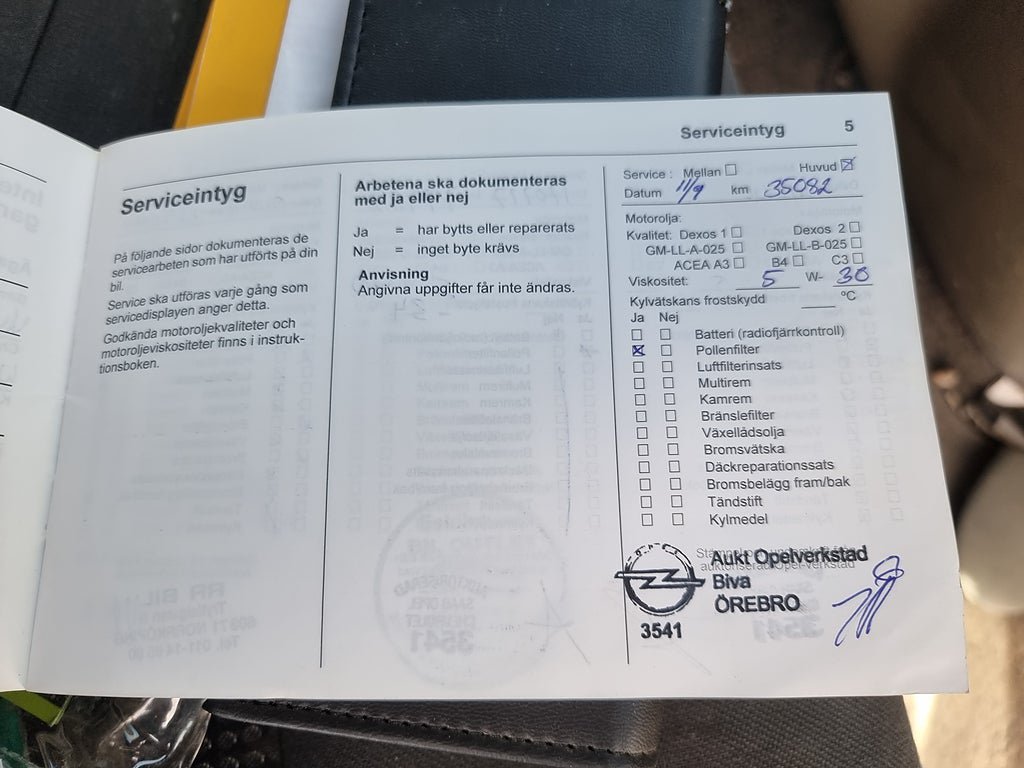 Serviceintyg 5
Serviceintyg
På följande sidor dokumenteras de
servicearbeten som har utförts på din
bil.
Service ska utföras varje gång som
servicedisplayen anger detta.
Godkända motoroljekvaliteter och
motoroljeviskositeter finns i instruk-
tionsboken.
Arbetena ska dokumenteras
med ja eller nej
Ja = har bytts eller reparerats
Nej = inget byte krävs
Anvisning
Angivna uppgifter får inte ändras.
Service : Mellan ☐ Huvud ☒
Datum 11/9 km 35082
Motorolja:
Kvalitet: Dexos 1 ☐ Dexos 2 ☐
GM-LL-A-025 ☐ GM-LL-B-025 ☐
ACEA A3 ☐ B4 ☐ C3 ☐
Viskositet: 5 W- 30
Kylvätskans frostskydd °C
Ja Nej
☐ ☐ Batteri (radiofjärrkontroll)
☒ ☐ Pollenfilter
☐ ☐ Luftfilterinsats
☐ ☐ Multirem
☐ ☐ Kamrem
☐ ☐ Bränslefilter
☐ ☐ Växellådsolja
☐ ☐ Bromsvätska
☐ ☐ Däckreparationssats
☐ ☐ Bromsbelägg fram/bak
☐ ☐ Tändstift
☐ ☐ Kylmedel
Aukt Opelverkstad
auktoriserad Opel-verkstad
Biva
ÖREBRO
3541